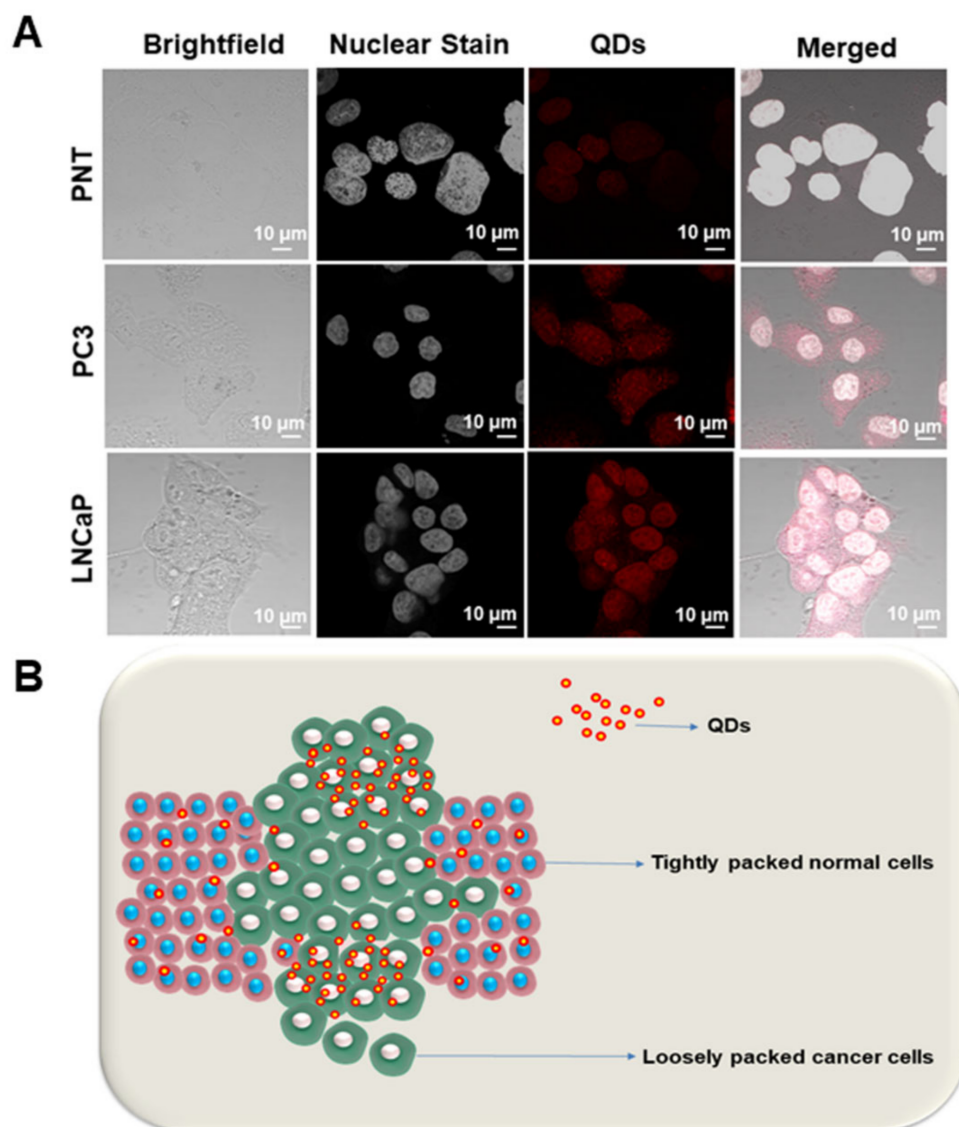 A
Brightfield Nuclear Stain QDs Merged
PNT
10 µm 10 µm 10 µm 10 µm
PC3
10 µm 10 µm 10 µm 10 µm
LNCaP
10 µm 10 µm 10 µm 10 µm
B
QDs
Tightly packed normal cells
Loosely packed cancer cells